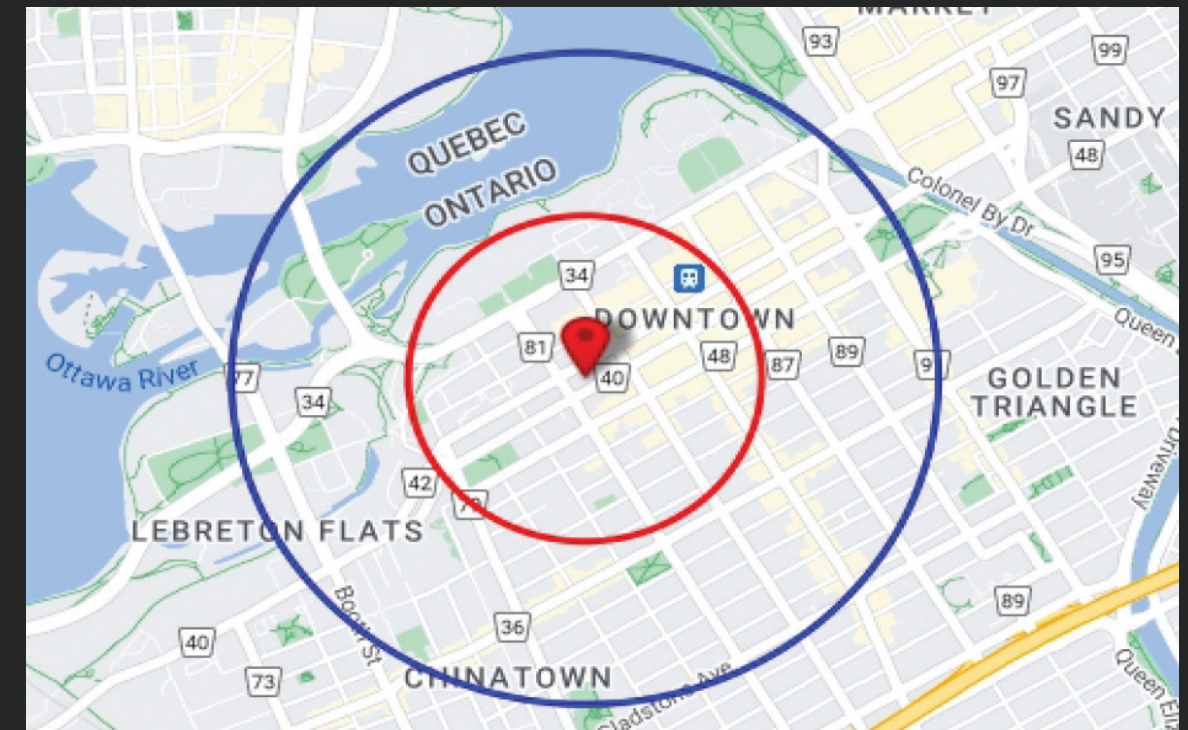 MARKET
93
99
97
SANDY
48
QUEBEC
ONTARIO
Colonel By Dr
34
95
DOWNTOWN
Queen
81
48
87
89
40
Ottawa River
77
34
GOLDEN
TRIANGLE
Driveway
42
LEBRETON FLATS
Booth St
89
36
40
73
CHINATOWN
Gladstone Ave
Queen Eliz